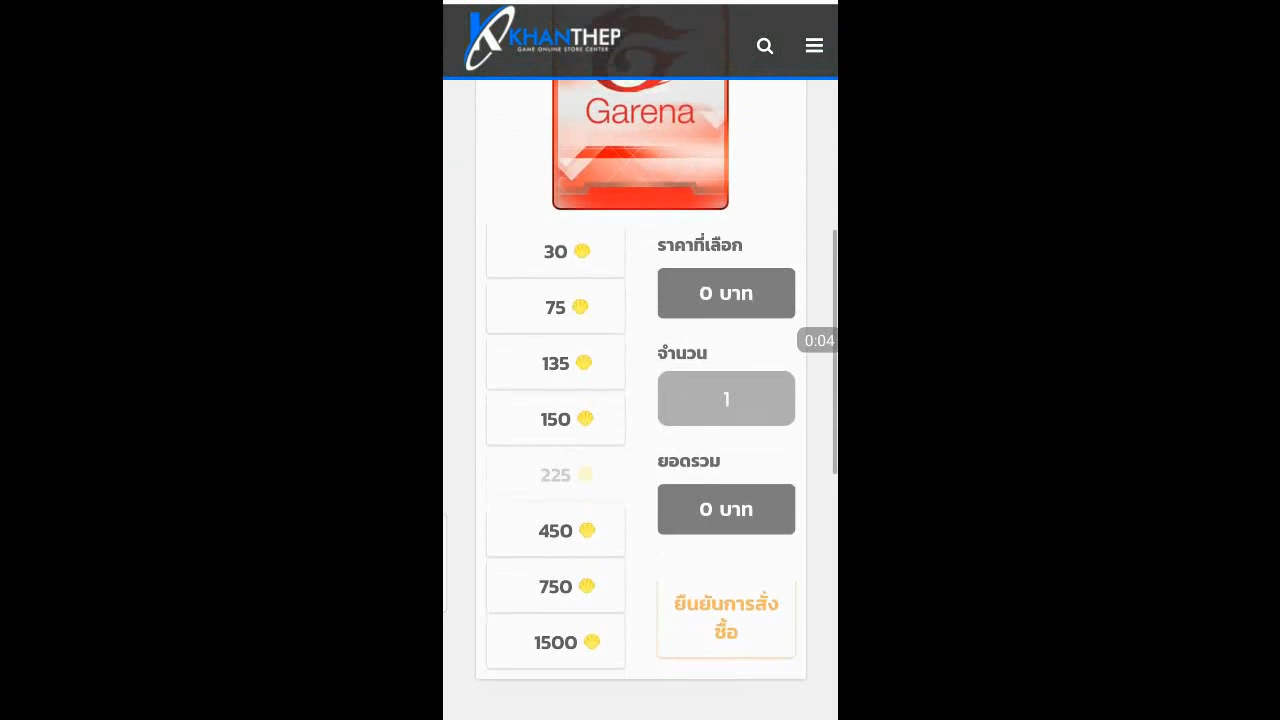 KHANTHEP
GAME ONLINE STORE CENTER
Garena
30
75
135
150
225
450
750
1500
ราคาที่เลือก
0 บาท
จำนวน
1
ยอดรวม
0 บาท
ยืนยันการสั่ง
ซื้อ
0:04